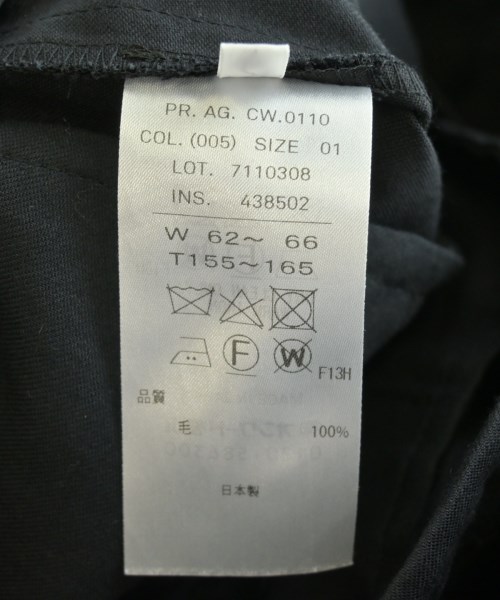 PR. AG. CW.0110
COL. (005) SIZE 01
LOT. 7110308
INS. 438502
W 62～ 66
T155～165
F W F13H
品質
毛 100%
日本製